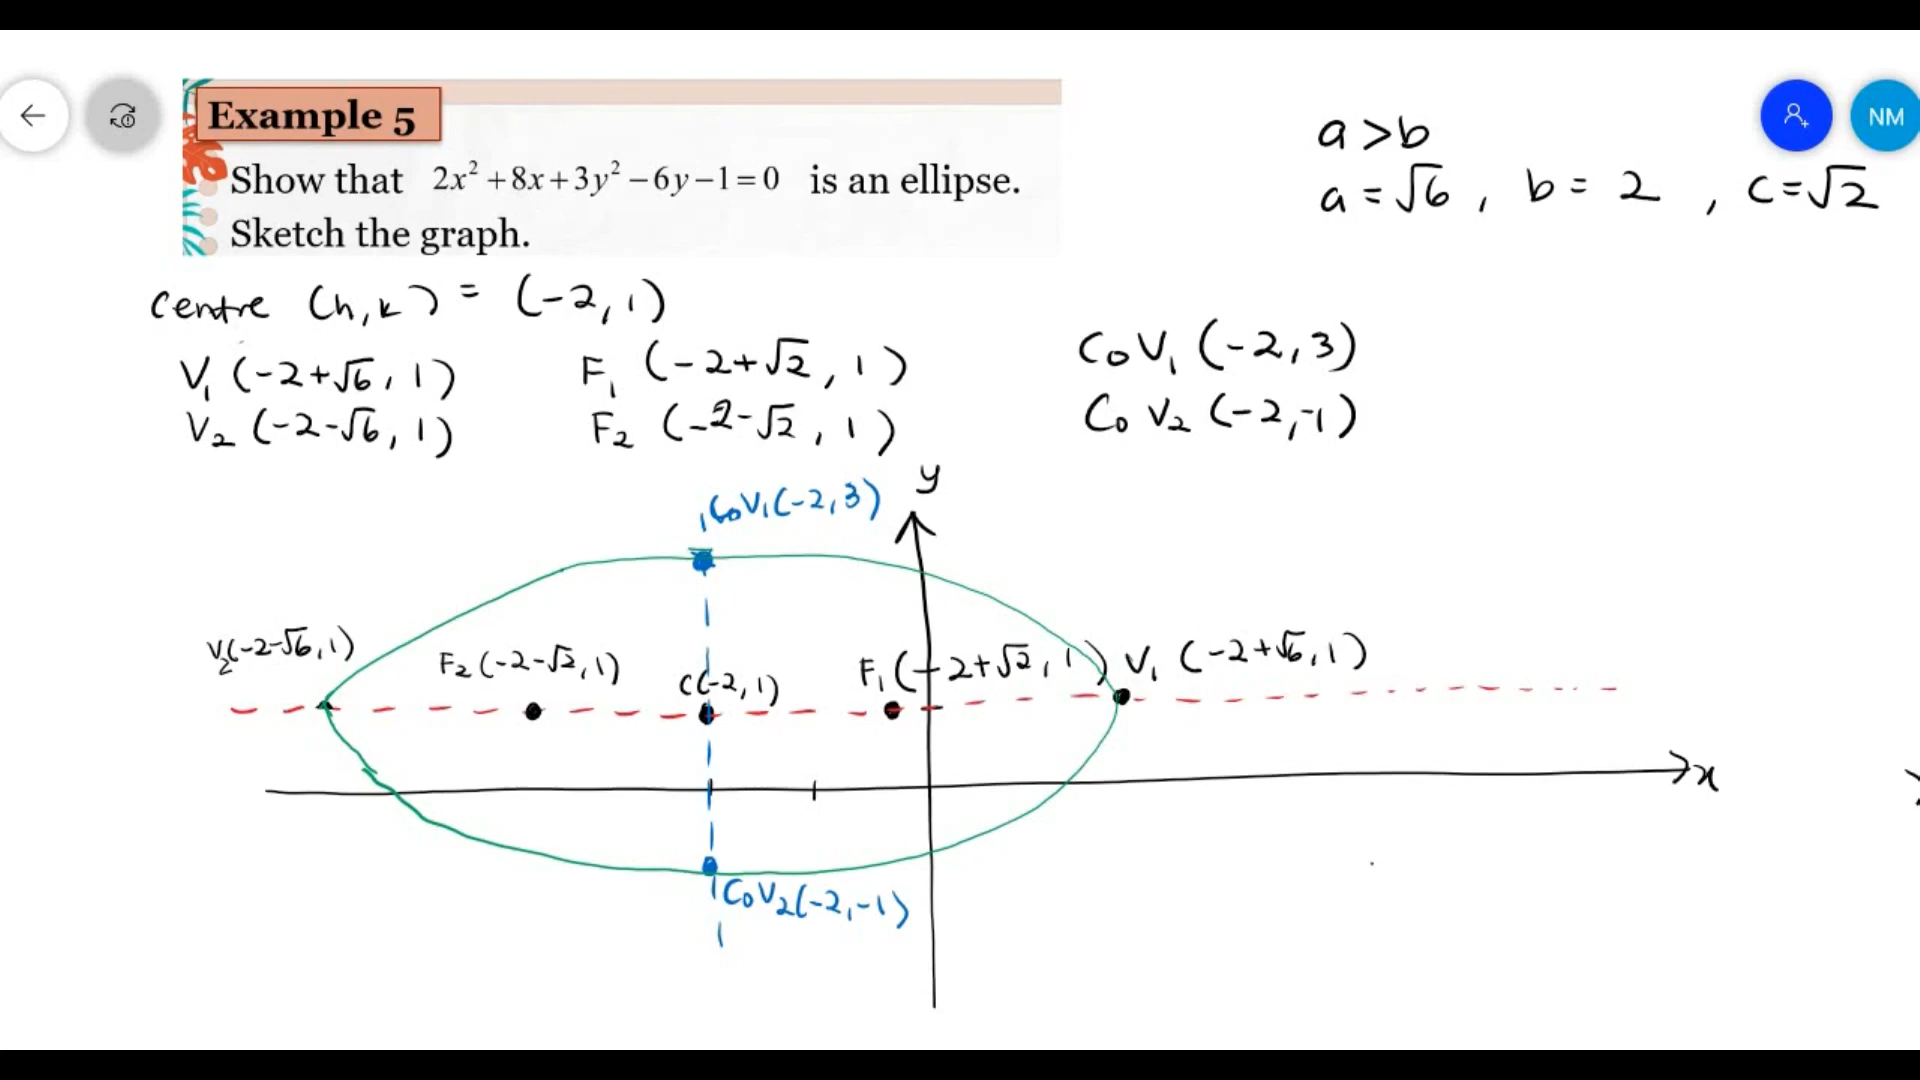 Example 5
NM
Show that 2x² + 8x + 3y² − 6y − 1 = 0 is an ellipse.
Sketch the graph.
a > b
a = √6 , b = 2 , c = √2
Centre (h, k) = (-2, 1)
V₁ (-2+√6, 1) F₁ (-2+√2, 1) CoV₁ (-2, 3)
V₂ (-2-√6, 1) F₂ (-2-√2, 1) CoV₂ (-2, -1)
y
CoV₁(-2, 3)
V₂(-2-√6, 1) F₂(-2-√2, 1) C(-2, 1) F₁(-2+√2, 1) V₁(-2+√6, 1)
x
CoV₂(-2, -1)